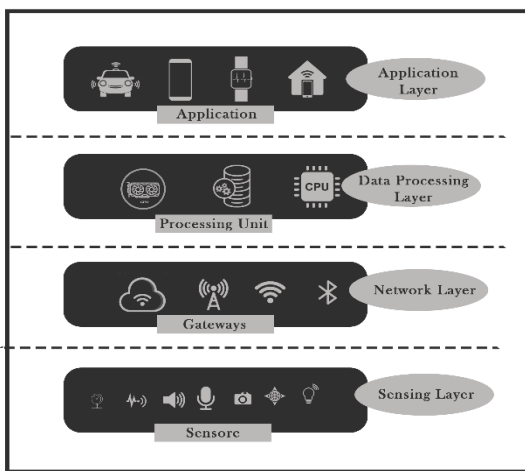 Application
Layer
Application
Data Processing
Layer
CPU
Processing Unit
Network Layer
Gateways
Sensing Layer
Sensore